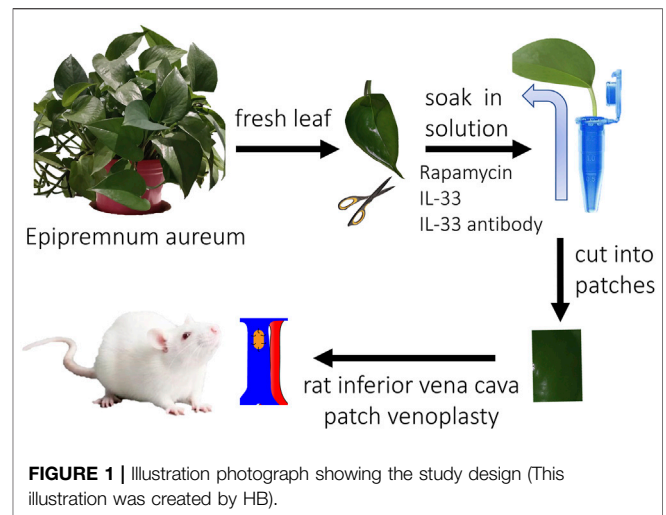 fresh leaf
soak in
solution
Rapamycin
IL-33
IL-33 antibody
Epipremnum aureum
cut into
patches
rat inferior vena cava
patch venoplasty
FIGURE 1 | Illustration photograph showing the study design (This
illustration was created by HB).